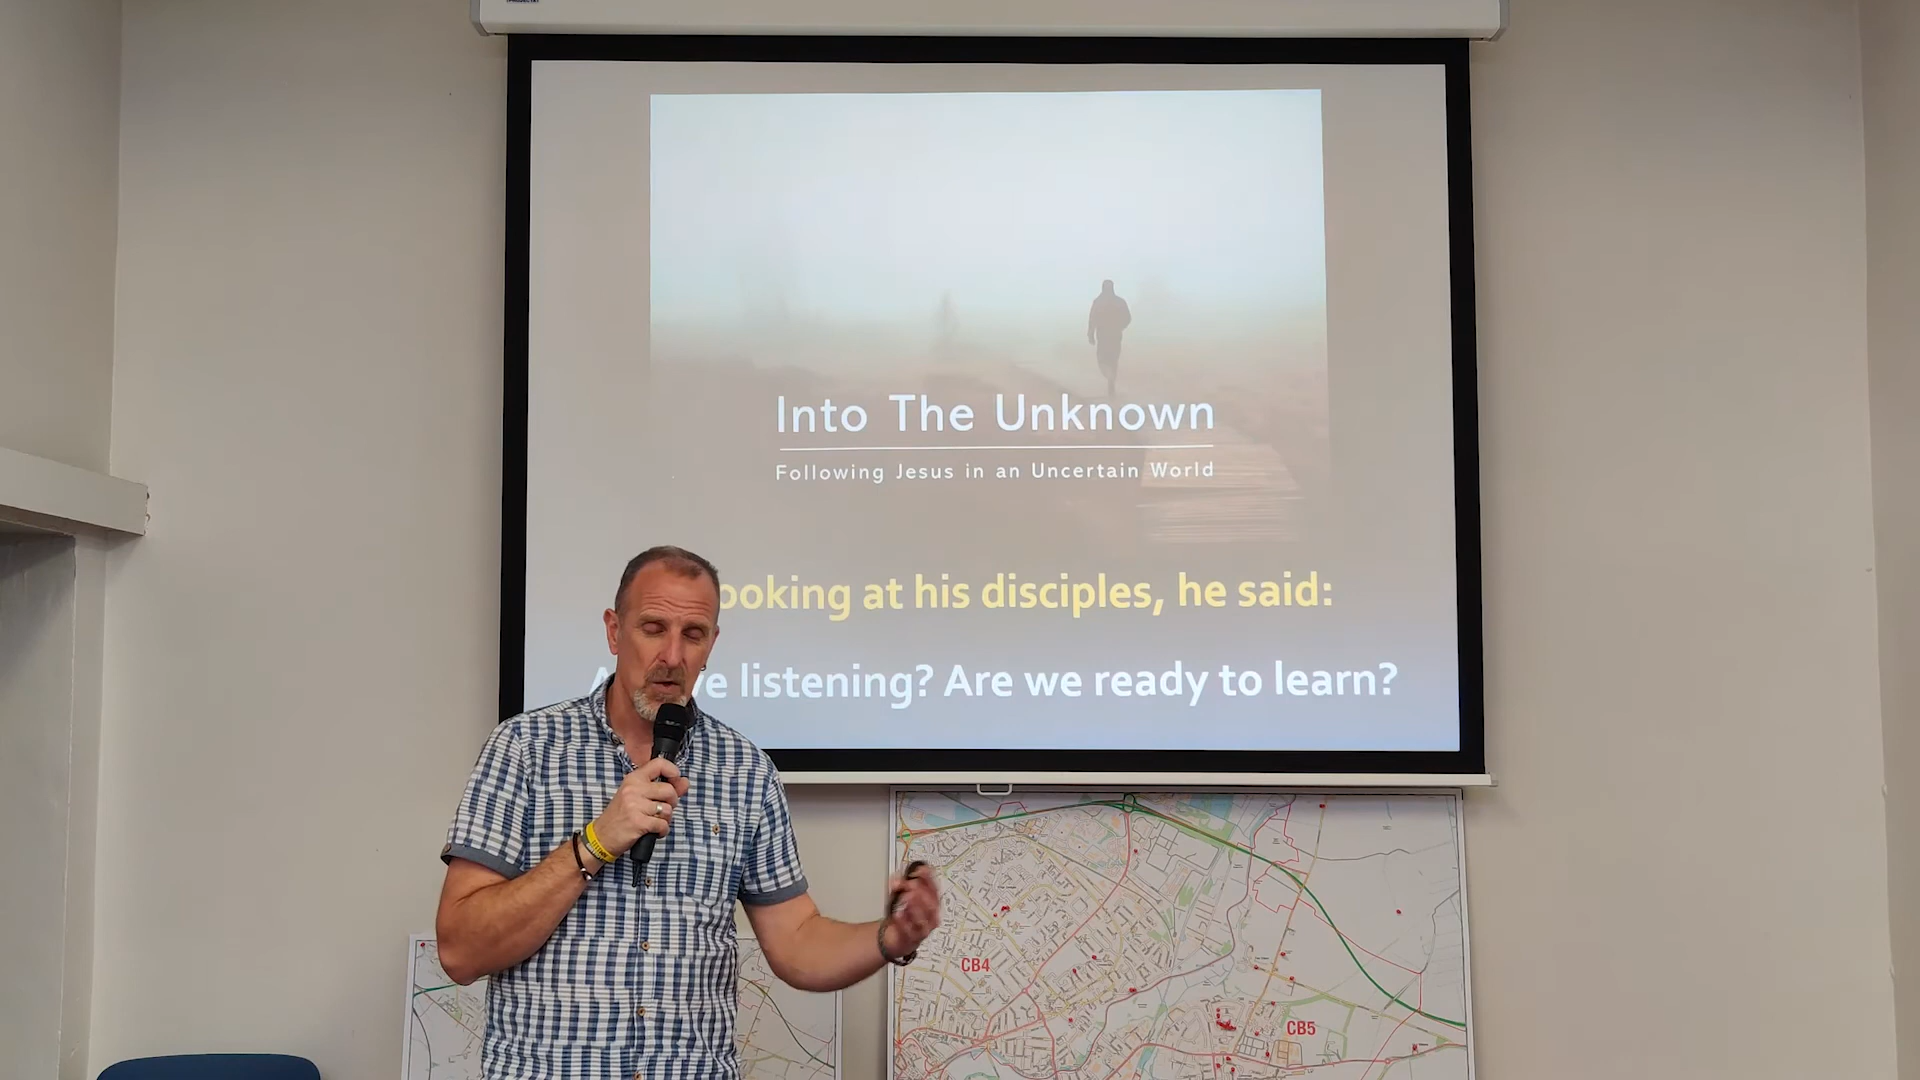 Into The Unknown
Following Jesus in an Uncertain World
ooking at his disciples, he said:
A ve listening? Are we ready to learn?
CB4
CB5